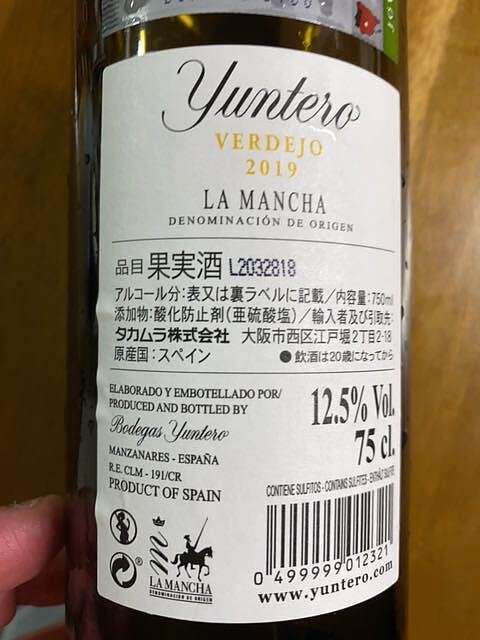 Yuntero
VERDEJO
2019
LA MANCHA
DENOMINACIÓN DE ORIGEN
品目 果実酒 L2032818
アルコール分:表又は裏ラベルに記載/内容量:750ml
添加物:酸化防止剤(亜硫酸塩)/輸入者及び引取先:
タカムラ株式会社 大阪市西区江戸堀2丁目2-18
原産国:スペイン ●飲酒は20歳になってから
ELABORADO Y EMBOTELLADO POR/
PRODUCED AND BOTTLED BY
Bodegas Yuntero
MANZANARES - ESPAÑA
R.E. CLM - 191/CR
PRODUCT OF SPAIN
12.5% Vol.
75 cl.
CONTIENE SULFITOS - CONTAINS SULFITES - ENTHÄLT SULFITE
m
LA MANCHA
DENOMINACIÓN DE ORIGEN
0 499999 012321
www.yuntero.com